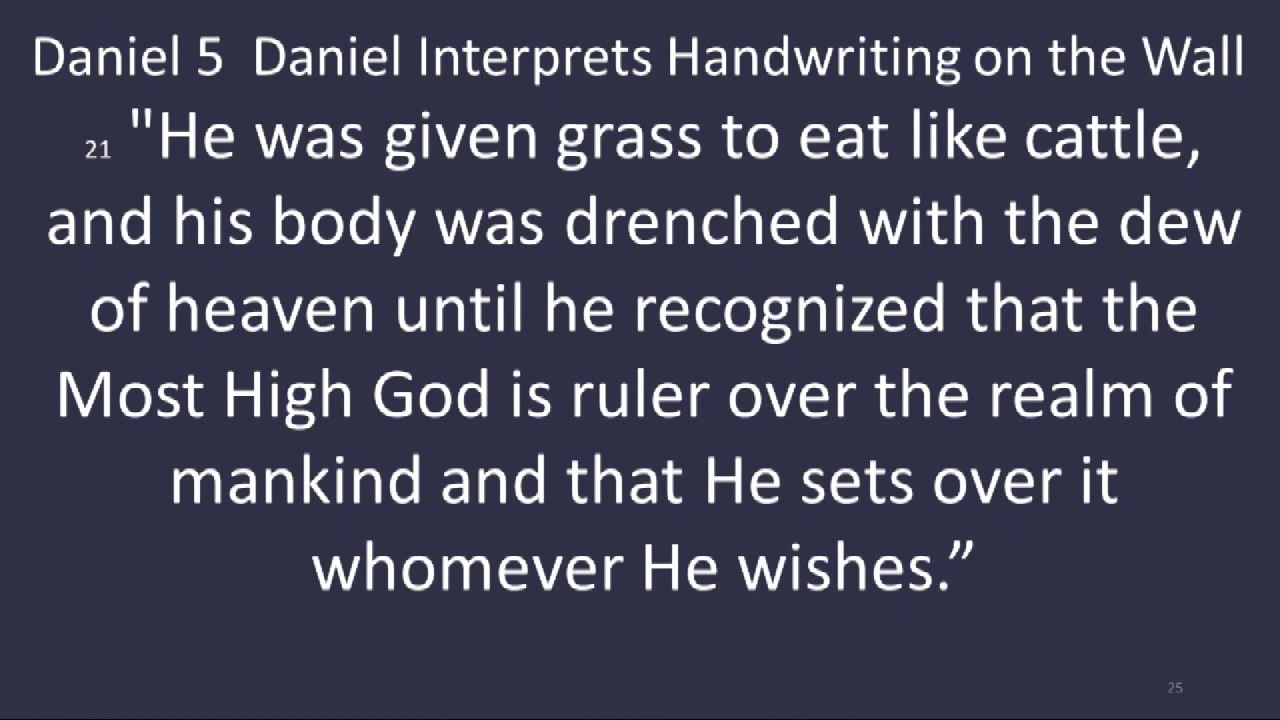 Daniel 5  Daniel Interprets Handwriting on the Wall
21 "He was given grass to eat like cattle,
and his body was drenched with the dew
of heaven until he recognized that the
Most High God is ruler over the realm of
mankind and that He sets over it
whomever He wishes.”
25